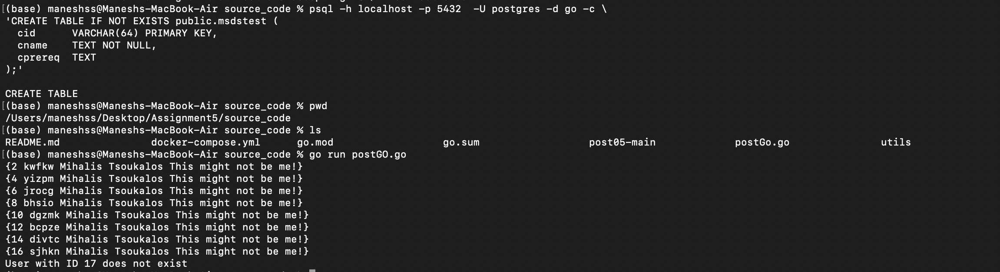 [(base) maneshss@Maneshs-MacBook-Air source_code % psql -h localhost -p 5432  -U postgres -d go -c \
'CREATE TABLE IF NOT EXISTS public.msdstest (
  cid      VARCHAR(64) PRIMARY KEY,
  cname    TEXT NOT NULL,
  cprereq  TEXT
);'
CREATE TABLE
[(base) maneshss@Maneshs-MacBook-Air source_code % pwd
/Users/maneshss/Desktop/Assignment5/source_code
[(base) maneshss@Maneshs-MacBook-Air source_code % ls
README.md               docker-compose.yml      go.mod                  go.sum                  post05-main             postGo.go               utils
[(base) maneshss@Maneshs-MacBook-Air source_code % go run postGO.go
{2 kwfkw Mihalis Tsoukalos This might not be me!}
{4 yizpm Mihalis Tsoukalos This might not be me!}
{6 jrocg Mihalis Tsoukalos This might not be me!}
{8 bhsio Mihalis Tsoukalos This might not be me!}
{10 dgzmk Mihalis Tsoukalos This might not be me!}
{12 bcpze Mihalis Tsoukalos This might not be me!}
{14 divtc Mihalis Tsoukalos This might not be me!}
{16 sjhkn Mihalis Tsoukalos This might not be me!}
User with ID 17 does not exist